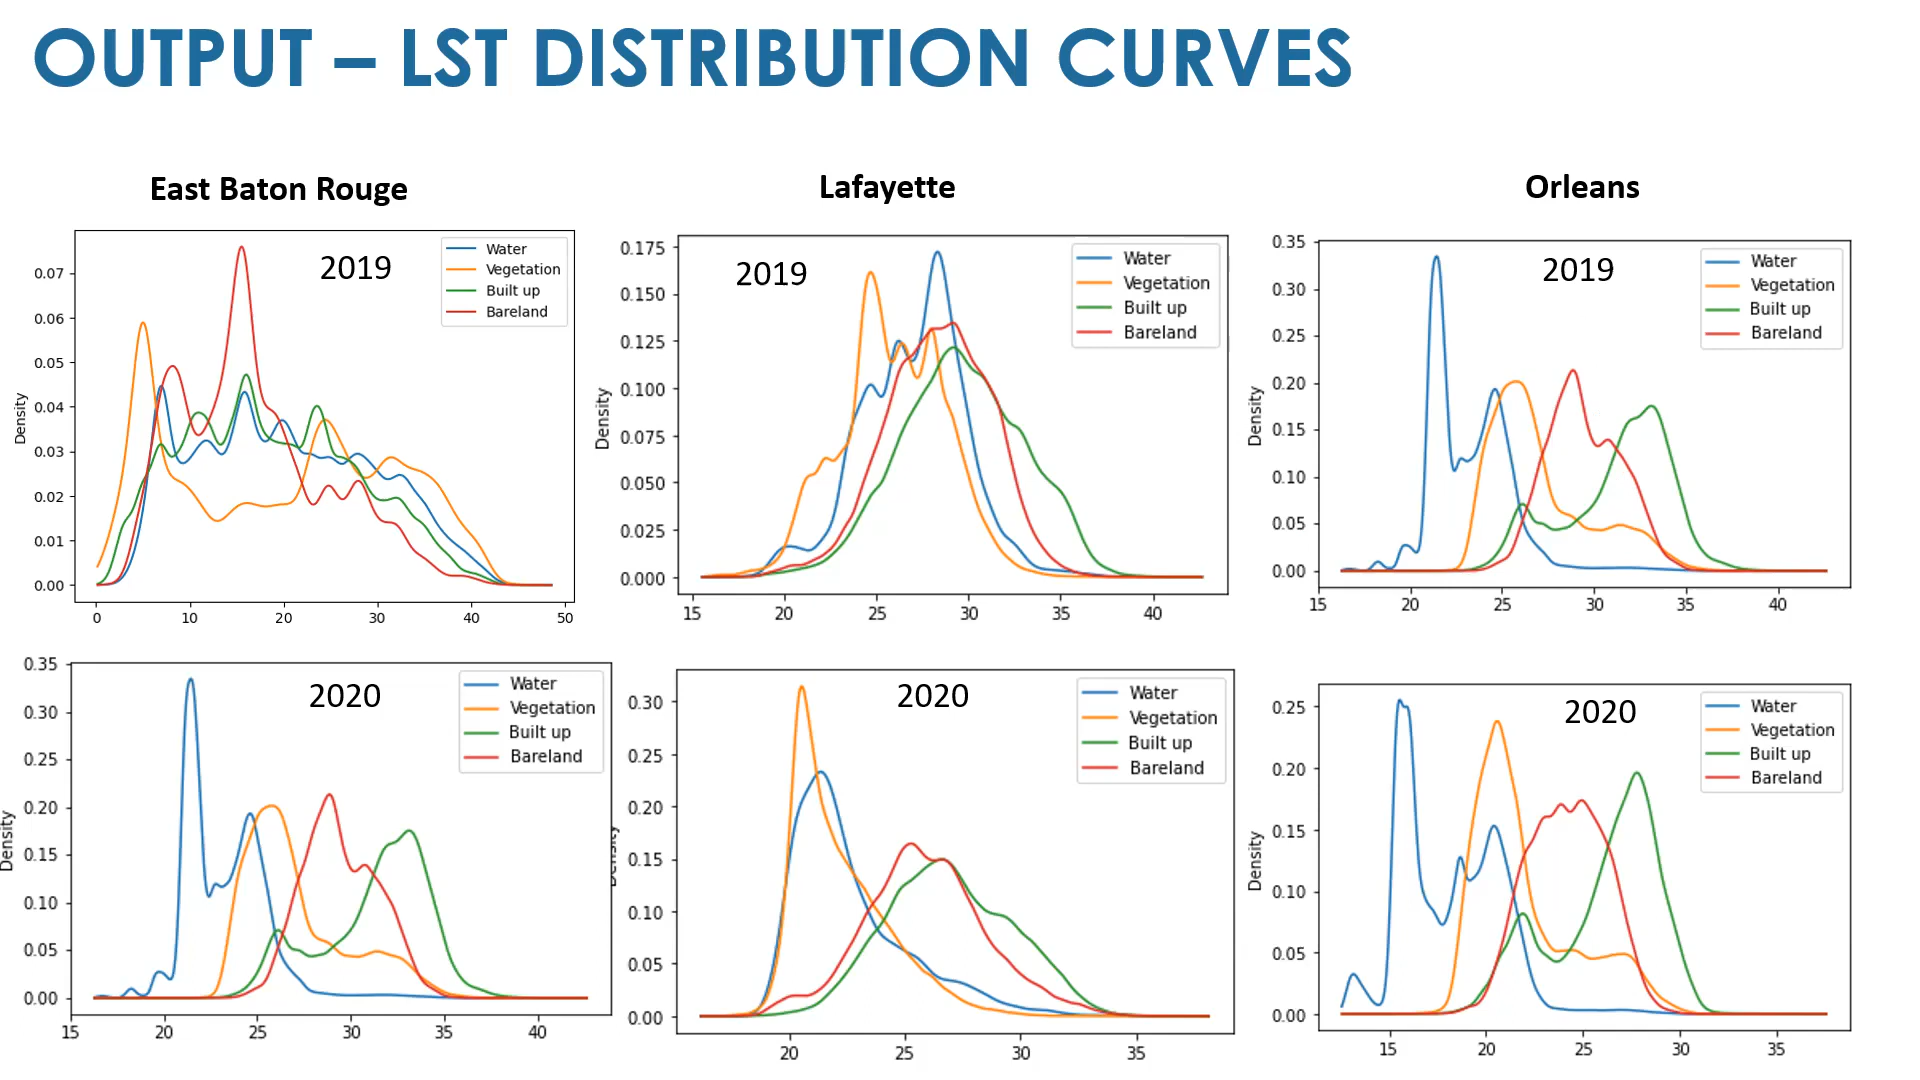 OUTPUT – LST DISTRIBUTION CURVES
East Baton Rouge
Lafayette
Orleans
2019
Water
Vegetation
Built up
Bareland
Density
0.07
0.06
0.05
0.04
0.03
0.02
0.01
0.00
0 10 20 30 40 50
2019
Water
Vegetation
Built up
Bareland
Density
0.175
0.150
0.125
0.100
0.075
0.050
0.025
0.000
15 20 25 30 35 40
2019
Water
Vegetation
Built up
Bareland
Density
0.35
0.30
0.25
0.20
0.15
0.10
0.05
0.00
15 20 25 30 35 40
2020
Water
Vegetation
Built up
Bareland
Density
0.35
0.30
0.25
0.20
0.15
0.10
0.05
0.00
15 20 25 30 35 40
2020
Water
Vegetation
Built up
Bareland
Density
0.30
0.25
0.20
0.15
0.10
0.05
0.00
20 25 30 35
2020
Water
Vegetation
Built up
Bareland
Density
0.25
0.20
0.15
0.10
0.05
0.00
15 20 25 30 35